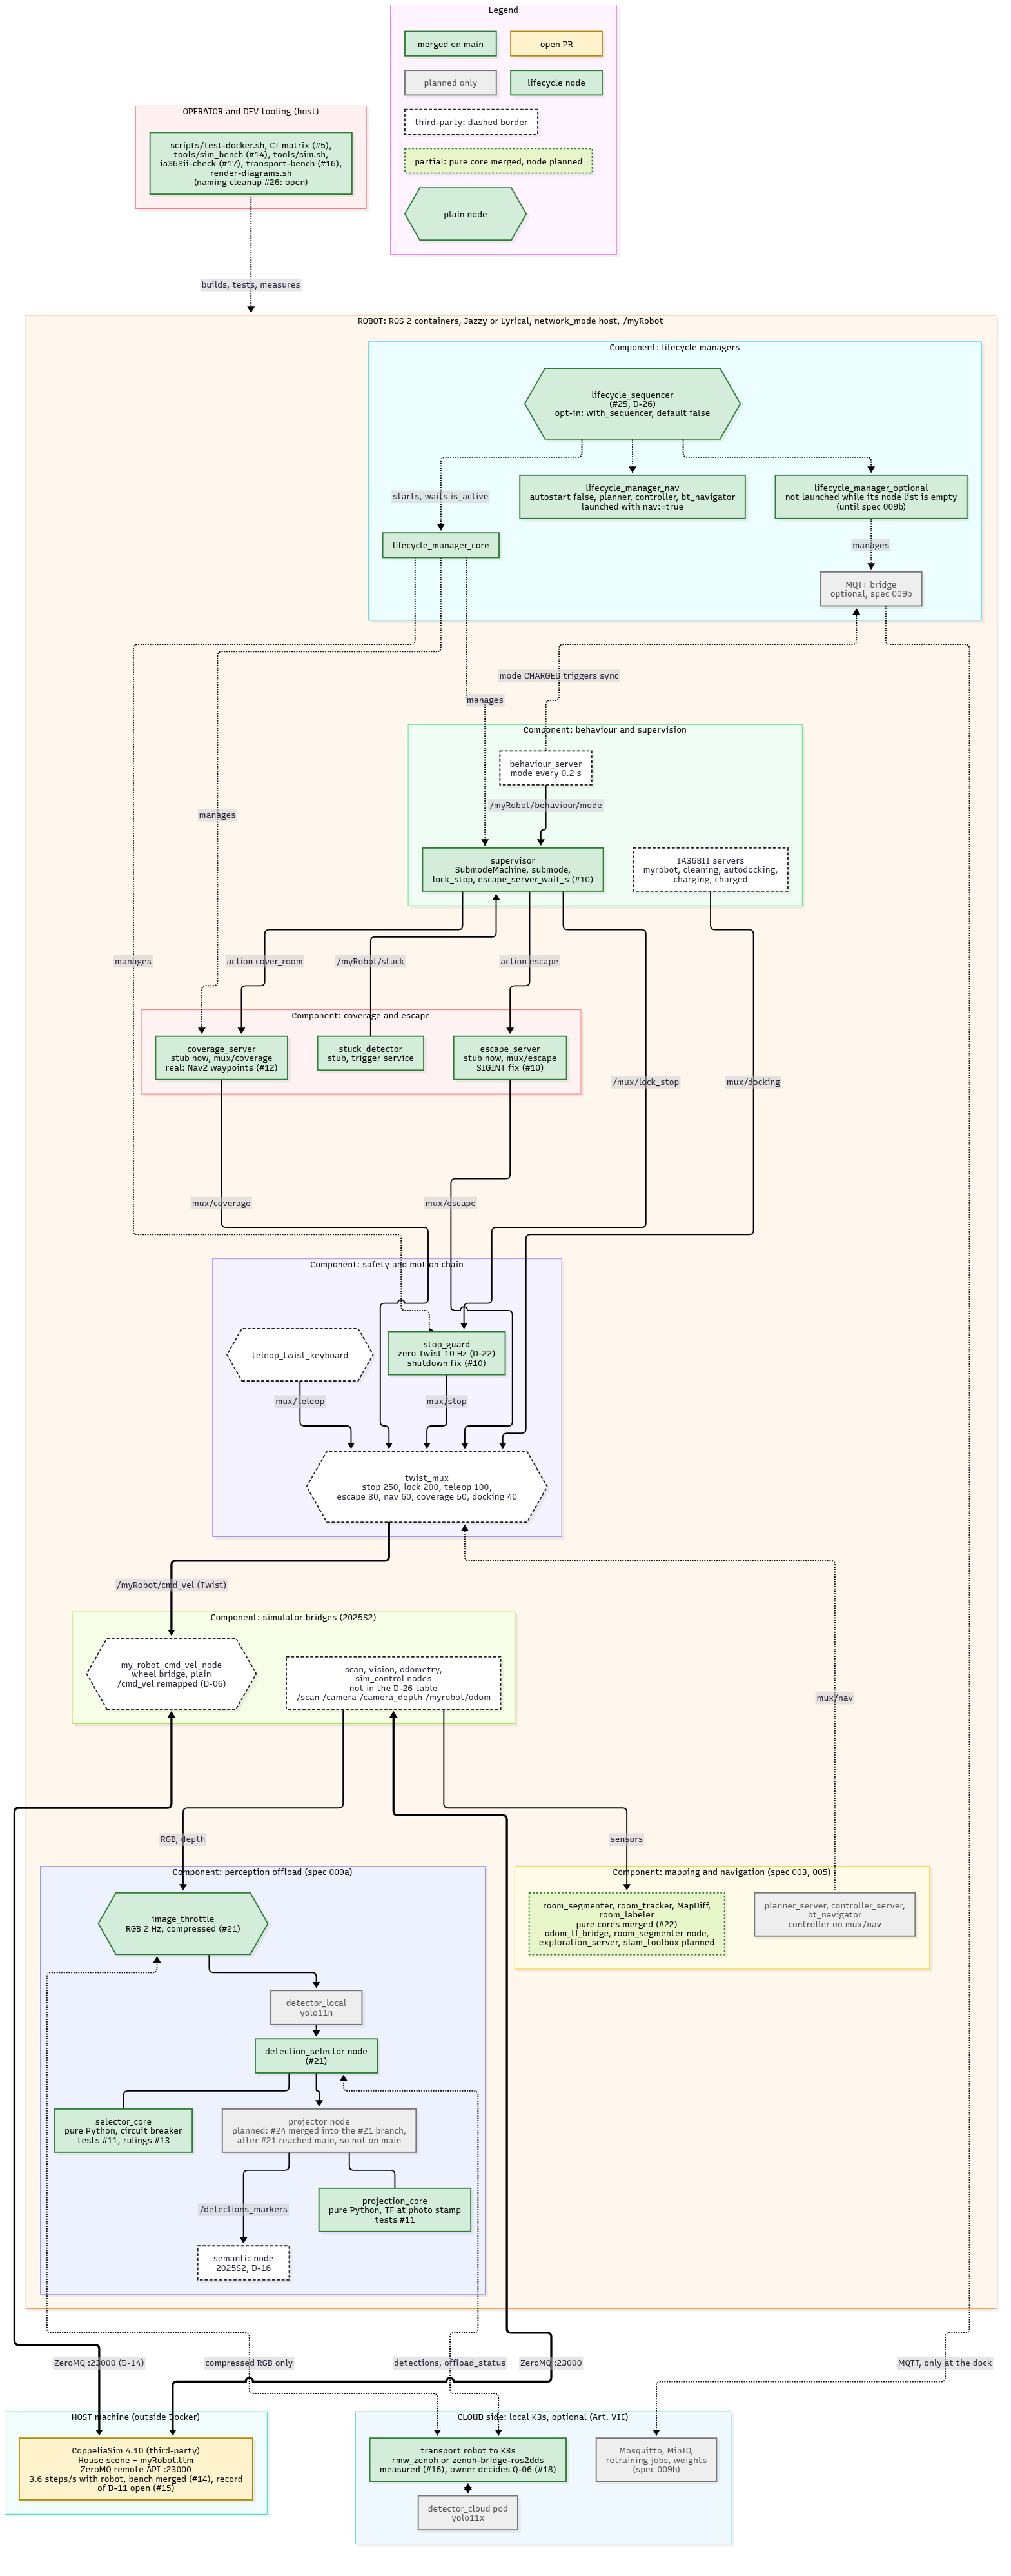 Legend
merged on main
open PR
planned only
lifecycle node
third-party: dashed border
partial: pure core merged, node planned
plain node
OPERATOR and DEV tooling (host)
scripts/test-docker.sh, CI matrix (#5),
tools/sim_bench (#14), tools/sim.sh,
ia368ii-check (#17), transport-bench (#16),
render-diagrams.sh
(naming cleanup #26: open)
builds, tests, measures
ROBOT: ROS 2 containers, Jazzy or Lyrical, network_mode host, /myRobot
Component: lifecycle managers
lifecycle_sequencer
(#25, D-26)
opt-in: with_sequencer, default false
starts, waits is_active
lifecycle_manager_nav
autostart false, planner, controller, bt_navigator
launched with nav:=true
lifecycle_manager_optional
not launched while its node list is empty
(until spec 009b)
lifecycle_manager_core
manages
MQTT bridge
optional, spec 009b
mode CHARGED triggers sync
manages
Component: behaviour and supervision
behaviour_server
mode every 0.2 s
/myRobot/behaviour/mode
manages
supervisor
SubmodeMachine, submode,
lock_stop, escape_server_wait_s (#10)
IA368II servers
myrobot, cleaning, autodocking,
charging, charged
manages
action cover_room
/myRobot/stuck
action escape
Component: coverage and escape
coverage_server
stub now, mux/coverage
real: Nav2 waypoints (#12)
stuck_detector
stub, trigger service
escape_server
stub now, mux/escape
SIGINT fix (#10)
/mux/lock_stop
mux/docking
mux/coverage
mux/escape
Component: safety and motion chain
teleop_twist_keyboard
stop_guard
zero Twist 10 Hz (D-22)
shutdown fix (#10)
mux/teleop
mux/stop
twist_mux
stop 250, lock 200, teleop 100,
escape 80, nav 60, coverage 50, docking 40
/myRobot/cmd_vel (Twist)
Component: simulator bridges (2025S2)
my_robot_cmd_vel_node
wheel bridge, plain
/cmd_vel remapped (D-06)
scan, vision, odometry,
sim_control nodes
not in the D-26 table
/scan /camera /camera_depth /myrobot/odom
mux/nav
RGB, depth
sensors
Component: perception offload (spec 009a)
image_throttle
RGB 2 Hz, compressed (#21)
detector_local
yolo11n
detection_selector node
(#21)
selector_core
pure Python, circuit breaker
tests #11, rulings #13
projector node
planned: #24 merged into the #21 branch,
after #21 reached main, so not on main
/detections_markers
projection_core
pure Python, TF at photo stamp
tests #11
semantic node
2025S2, D-16
Component: mapping and navigation (spec 003, 005)
room_segmenter, room_tracker, MapDiff,
room_labeler
pure cores merged (#22)
odom_tf_bridge, room_segmenter node,
exploration_server, slam_toolbox planned
planner_server, controller_server,
bt_navigator
controller on mux/nav
ZeroMQ :23000 (D-14)
compressed RGB only
detections, offload_status
ZeroMQ :23000
MQTT, only at the dock
HOST machine (outside Docker)
CoppeliaSim 4.10 (third-party)
House scene + myRobot.ttm
ZeroMQ remote API :23000
3.6 steps/s with robot, bench merged (#14), record
of D-11 open (#15)
CLOUD side: local K3s, optional (Art. VII)
transport robot to K3s
rmw_zenoh or zenoh-bridge-ros2dds
measured (#16), owner decides Q-06 (#18)
Mosquitto, MinIO,
retraining jobs, weights
(spec 009b)
detector_cloud pod
yolo11x